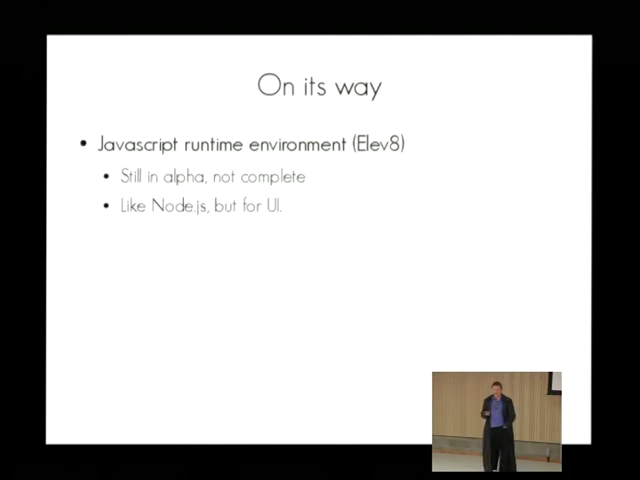 On its way
• Javascript runtime environment (Elev8)
• Still in alpha, not complete
• Like Node.js, but for UI.